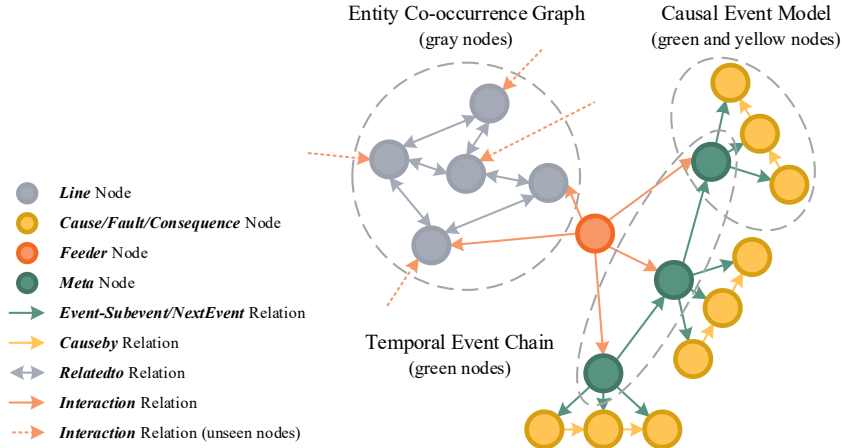 Entity Co-occurrence Graph
(gray nodes)
Causal Event Model
(green and yellow nodes)
Line Node
Cause/Fault/Consequence Node
Feeder Node
Meta Node
Event-Subevent/NextEvent Relation
Causeby Relation
Relatedto Relation
Interaction Relation
Interaction Relation (unseen nodes)
Temporal Event Chain
(green nodes)